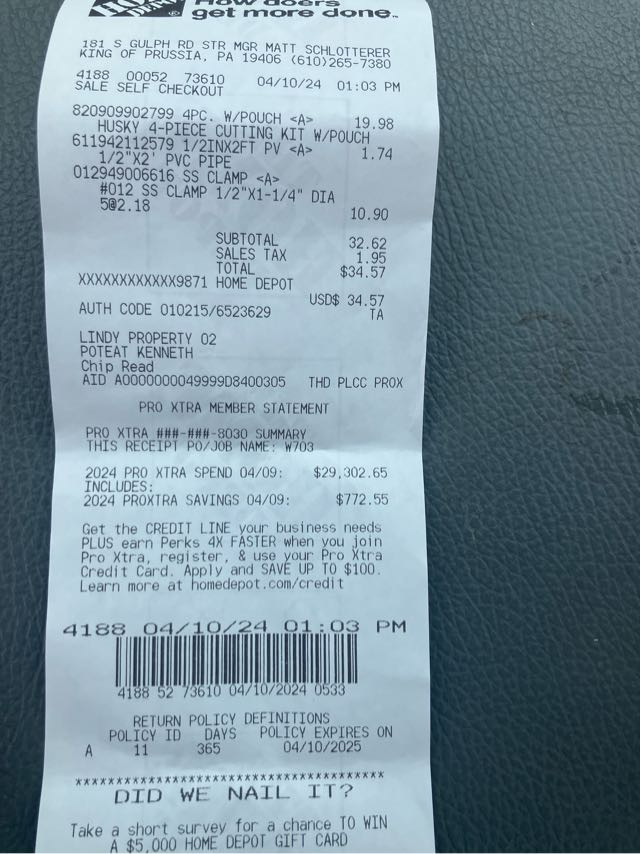 How doers
get more done.
181 S GULPH RD STR MGR MATT SCHLOTTERER
KING OF PRUSSIA, PA 19406 (610)265-7380
4188 00052 73610 04/10/24 01:03 PM
SALE SELF CHECKOUT
820909902799 4PC. W/POUCH <A> 19.98
HUSKY 4-PIECE CUTTING KIT W/POUCH
611942112579 1/2INX2FT PV <A> 1.74
1/2"X2' PVC PIPE
012949006616 SS CLAMP <A>
#012 SS CLAMP 1/2"X1-1/4" DIA
5@2.18 10.90
SUBTOTAL 32.62
SALES TAX 1.95
TOTAL $34.57
XXXXXXXXXXXX9871 HOME DEPOT
USD$ 34.57
AUTH CODE 010215/6523629 TA
LINDY PROPERTY 02
POTEAT KENNETH
Chip Read
AID A0000000049999D8400305 THD PLCC PROX
PRO XTRA MEMBER STATEMENT
PRO XTRA ###-###-8030 SUMMARY
THIS RECEIPT PO/JOB NAME: W703
2024 PRO XTRA SPEND 04/09: $29,302.65
INCLUDES:
2024 PROXTRA SAVINGS 04/09: $772.55
Get the CREDIT LINE your business needs
PLUS earn Perks 4X FASTER when you join
Pro Xtra, register, & use your Pro Xtra
Credit Card. Apply and SAVE UP TO $100.
Learn more at homedepot.com/credit
4188 04/10/24 01:03 PM
4188 52 73610 04/10/2024 0533
RETURN POLICY DEFINITIONS
POLICY ID DAYS POLICY EXPIRES ON
A 11 365 04/10/2025
*****************************************
DID WE NAIL IT?
Take a short survey for a chance TO WIN
A $5,000 HOME DEPOT GIFT CARD